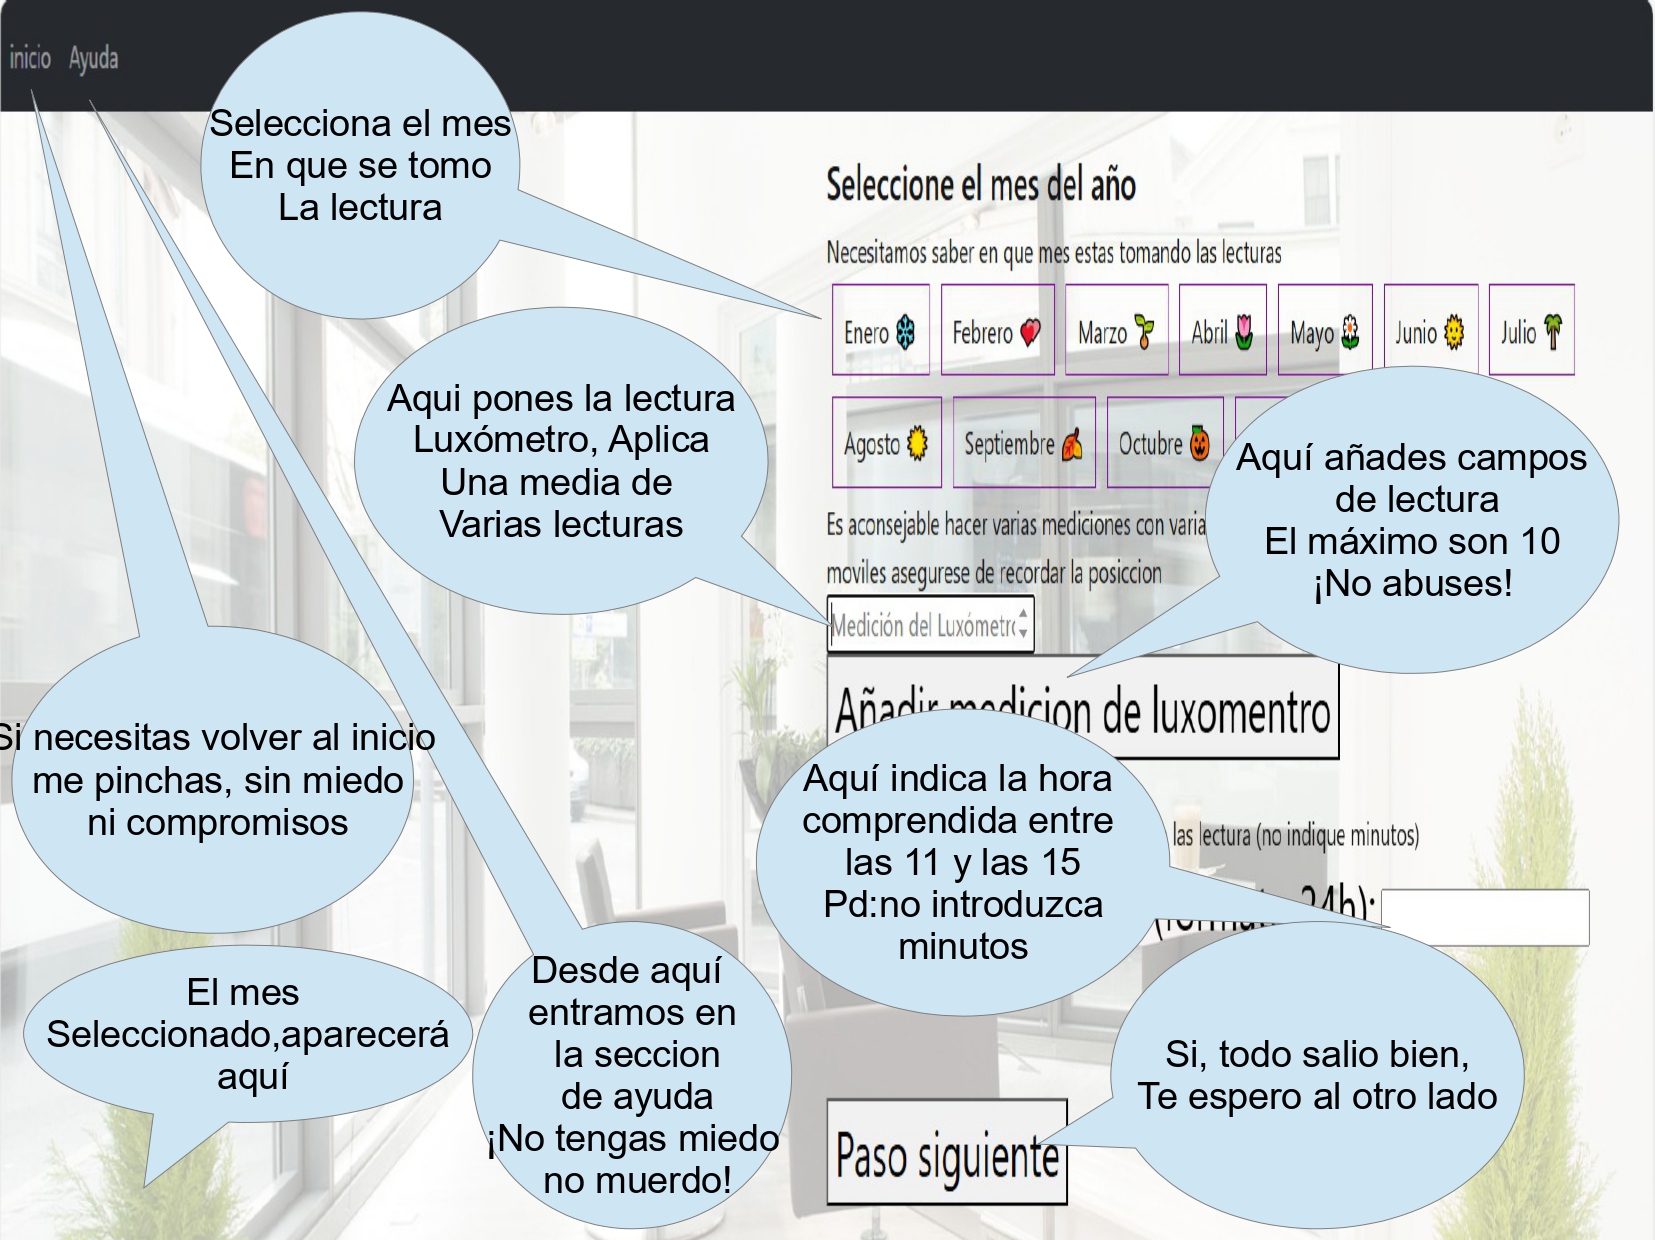 inicio Ayuda
Selecciona el mes
En que se tomo
La lectura
Seleccione el mes del año
Necesitamos saber en que mes estas tomando las lecturas
Enero Febrero Marzo Abril Mayo Junio Julio
Agosto Septiembre Octubre
Aqui pones la lectura
Luxómetro, Aplica
Una media de
Varias lecturas
Aquí añades campos
de lectura
El máximo son 10
¡No abuses!
Es aconsejable hacer varias mediciones con
moviles asegurese de recordar la posiccion
Medición del
Añadir medicion de luxomentro
Si necesitas volver al inicio
me pinchas, sin miedo
ni compromisos
Aquí indica la hora
comprendida entre
las 11 y las 15
Pd:no introduzca
minutos
las lectura (no indique minutos)
24h):
El mes
Seleccionado,aparecerá
aquí
Desde aquí
entramos en
la seccion
de ayuda
¡No tengas miedo
no muerdo!
Si, todo salio bien,
Te espero al otro lado
Paso siguiente